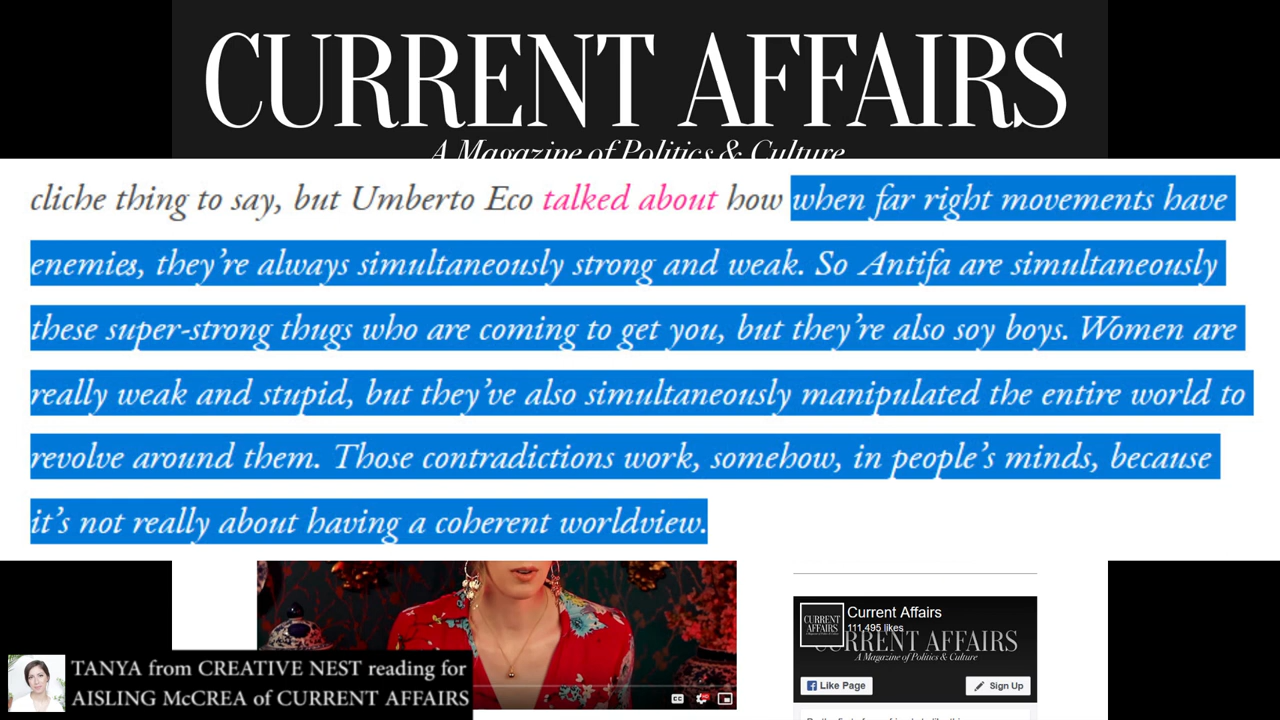 CURRENT AFFAIRS
A Magazine of Politics & Culture
cliche thing to say, but Umberto Eco talked about how when far right movements have
enemies, they're always simultaneously strong and weak. So Antifa are simultaneously
these super-strong thugs who are coming to get you, but they're also soy boys. Women are
really weak and stupid, but they've also simultaneously manipulated the entire world to
revolve around them. Those contradictions work, somehow, in people's minds, because
it's not really about having a coherent worldview.
Current Affairs
111,495 likes
CURRENT AFFAIRS
CURRENT AFFAIRS
A Magazine of Politics & Culture
Like Page
Sign Up
TANYA from CREATIVE NEST reading for
AISLING McCREA of CURRENT AFFAIRS